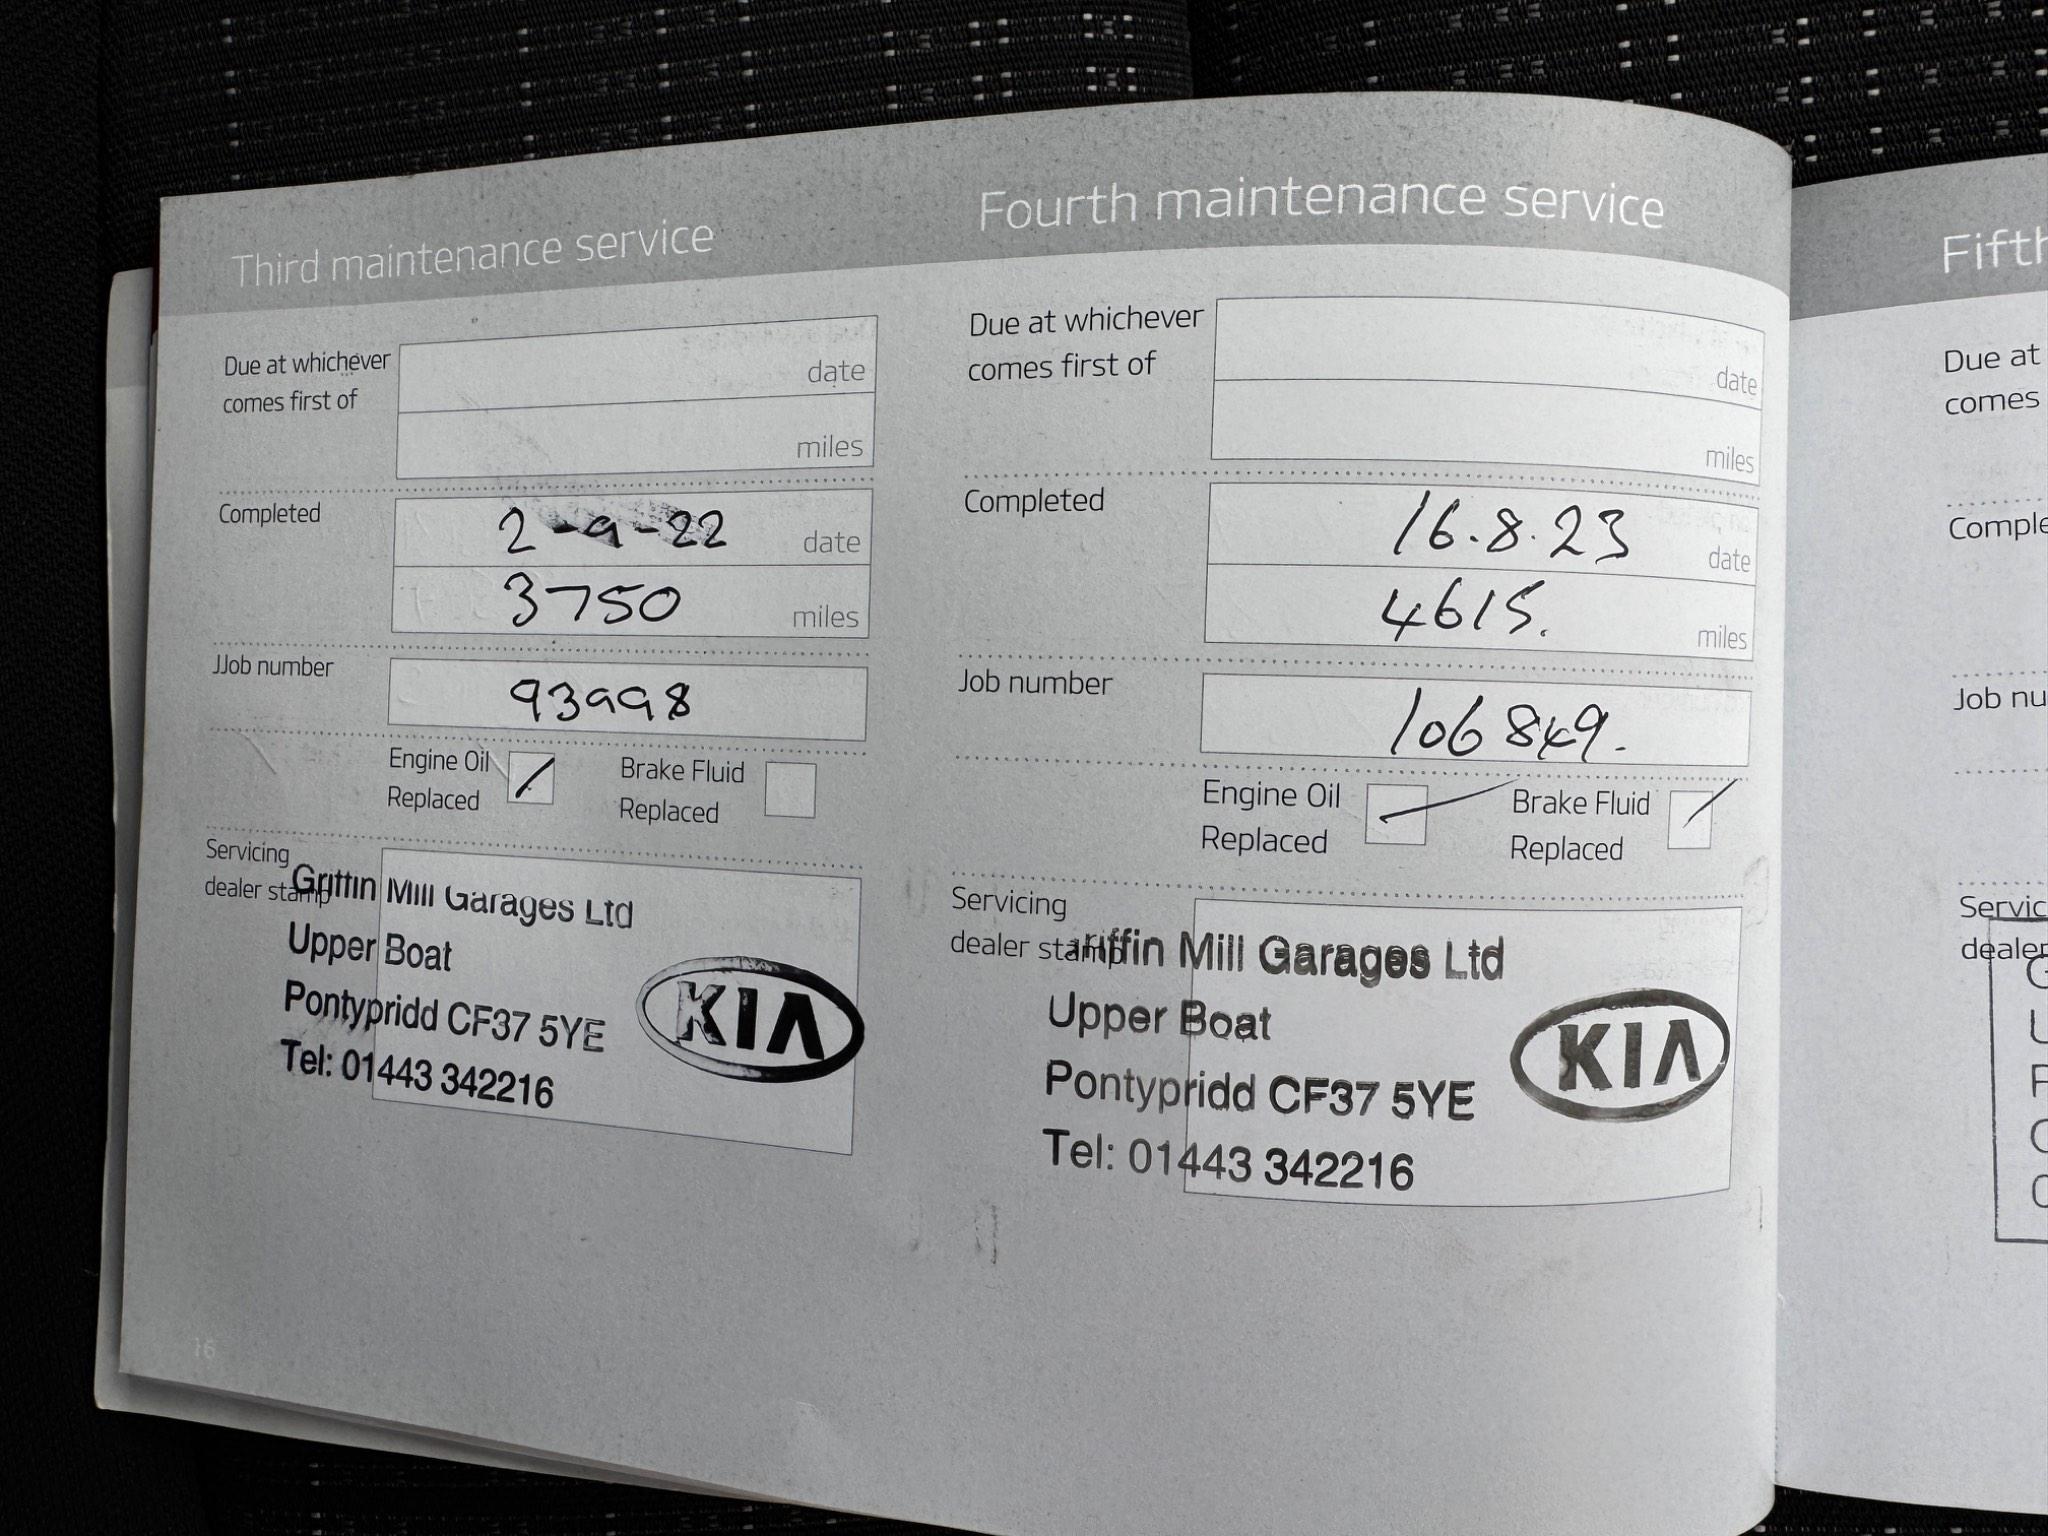 Third maintenance service
Due at whichever
comes first of
date
miles
Completed
2-9-22 date
3750 miles
JJob number
93998
Engine Oil
Replaced
Brake Fluid
Replaced
Servicing
dealer stamp
Griffin Mill Garages Ltd
Upper Boat
Pontypridd CF37 5YE
Tel: 01443 342216
KIA
16
Fourth maintenance service
Due at whichever
comes first of
date
miles
Completed
16.8.23 date
4615. miles
Job number
106849.
Engine Oil
Replaced
Brake Fluid
Replaced
Servicing
dealer stamp
Griffin Mill Garages Ltd
Upper Boat
Pontypridd CF37 5YE
Tel: 01443 342216
KIA
Fifth
Due at
comes
Comple
Job nu
Servic
dealer